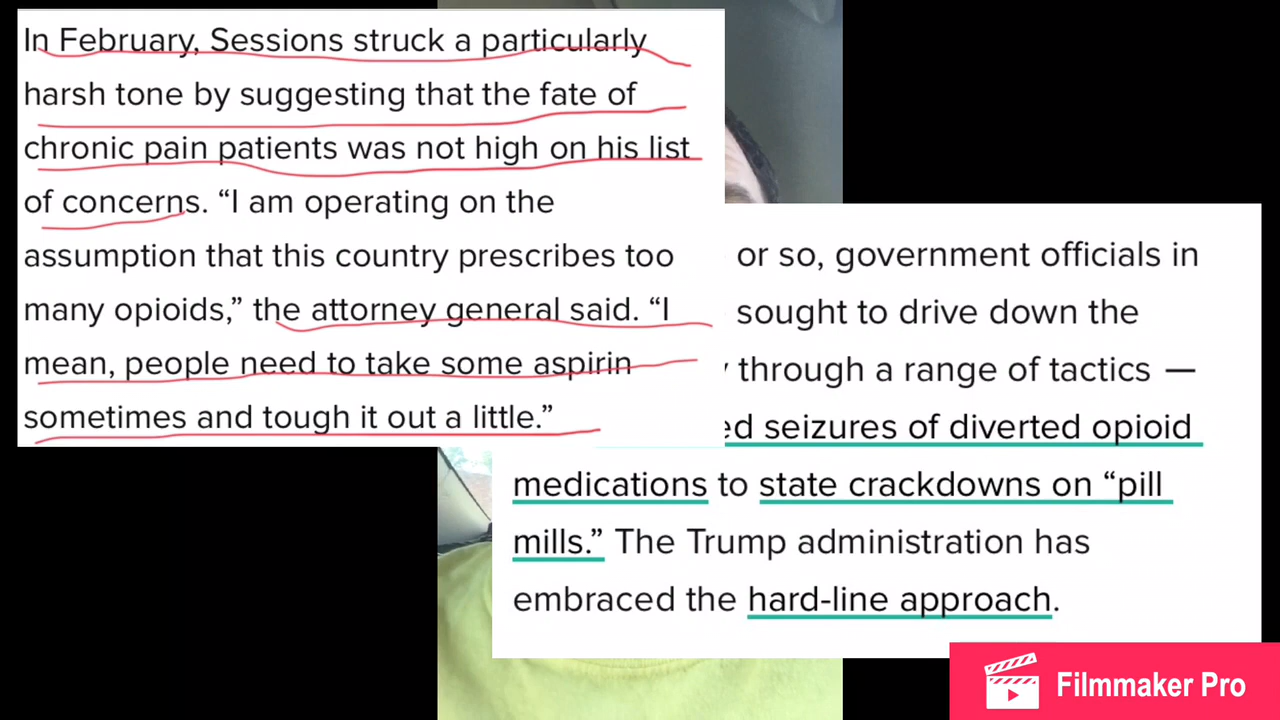 In February, Sessions struck a particularly
harsh tone by suggesting that the fate of
chronic pain patients was not high on his list
of concerns. “I am operating on the
assumption that this country prescribes too
many opioids,” the attorney general said. “I
mean, people need to take some aspirin
sometimes and tough it out a little.”
or so, government officials in
sought to drive down the
through a range of tactics —
seizures of diverted opioid
medications to state crackdowns on “pill
mills.” The Trump administration has
embraced the hard-line approach.
Filmmaker Pro